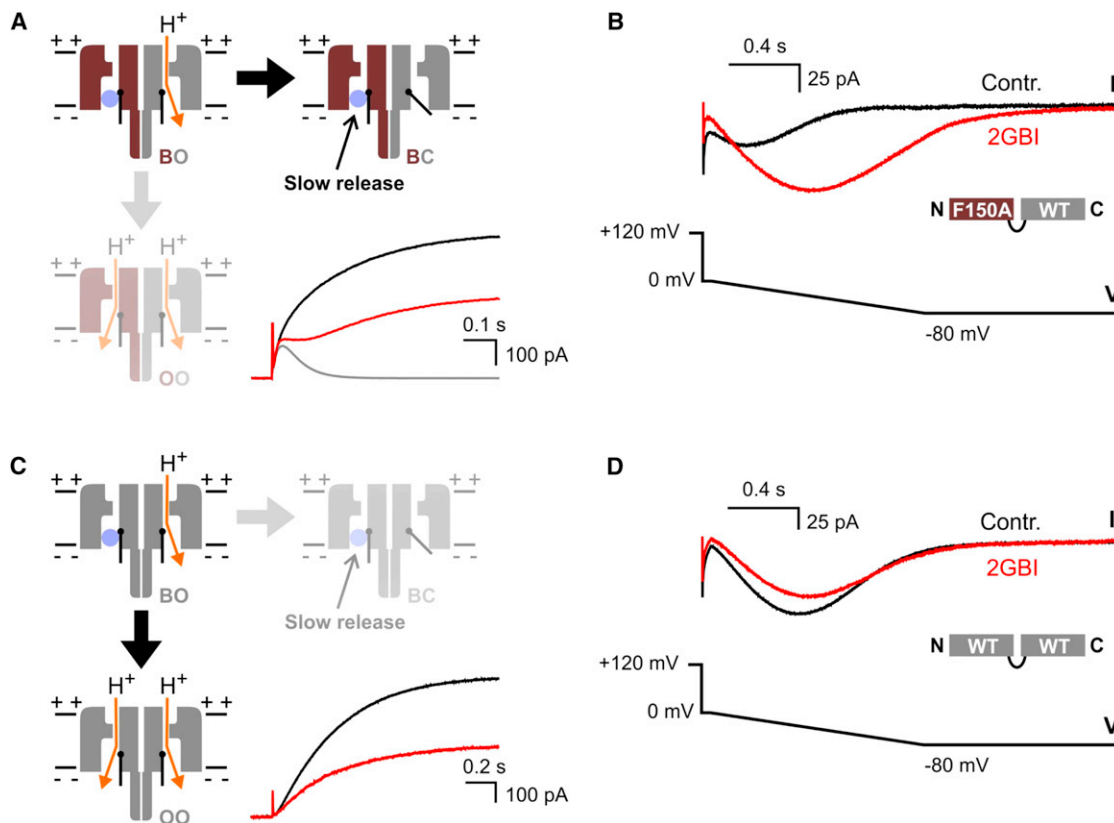 A
H+
+ +
+ +
- -
- -
BO
+ +
+ +
- -
- -
Slow release
BC
H+
H+
+ +
+ +
- -
- -
OO
0.1 s
100 pA
B
0.4 s
25 pA
Contr.
2GBI
N F150A WT C
+120 mV
0 mV
-80 mV
V
C
H+
+ +
+ +
- -
- -
BO
+ +
+ +
- -
- -
Slow release
BC
H+
H+
+ +
+ +
- -
- -
OO
0.2 s
100 pA
D
0.4 s
25 pA
Contr.
I
2GBI
N WT WT C
+120 mV
0 mV
-80 mV
V